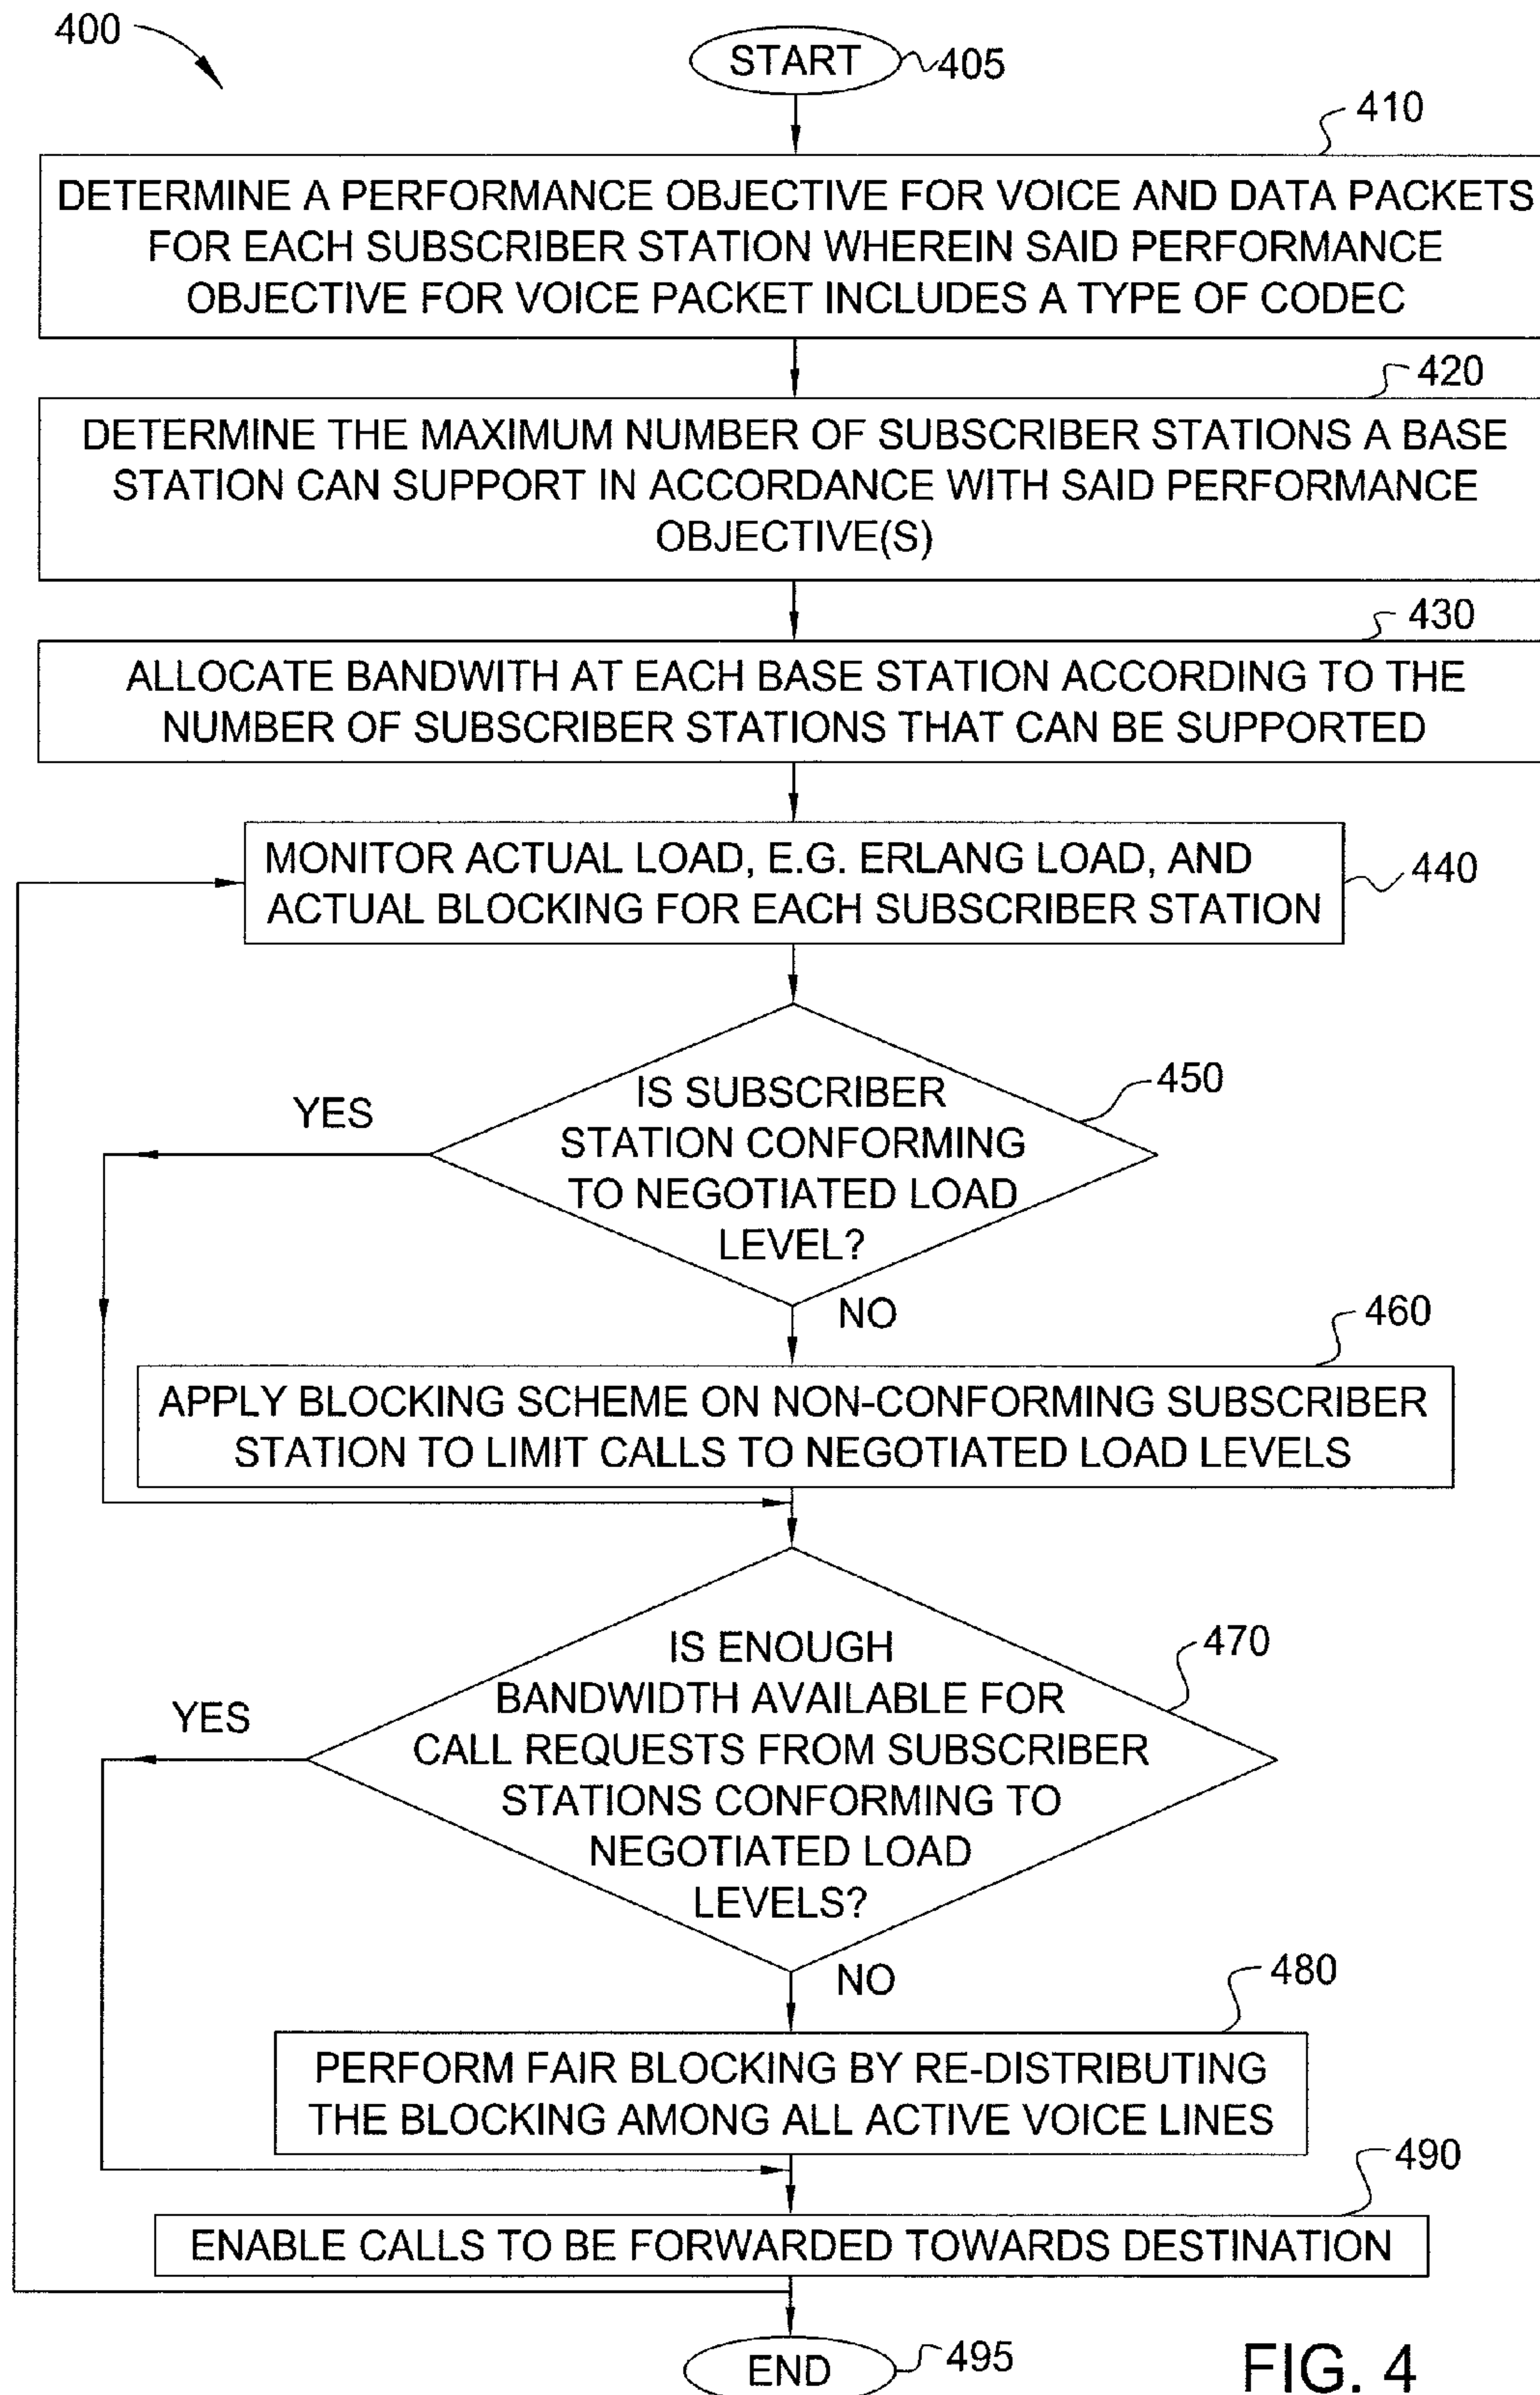 400
START
405
410
DETERMINE A PERFORMANCE OBJECTIVE FOR VOICE AND DATA PACKETS
FOR EACH SUBSCRIBER STATION WHEREIN SAID PERFORMANCE
OBJECTIVE FOR VOICE PACKET INCLUDES A TYPE OF CODEC
420
DETERMINE THE MAXIMUM NUMBER OF SUBSCRIBER STATIONS A BASE
STATION CAN SUPPORT IN ACCORDANCE WITH SAID PERFORMANCE
OBJECTIVE(S)
430
ALLOCATE BANDWITH AT EACH BASE STATION ACCORDING TO THE
NUMBER OF SUBSCRIBER STATIONS THAT CAN BE SUPPORTED
MONITOR ACTUAL LOAD, E.G. ERLANG LOAD, AND
ACTUAL BLOCKING FOR EACH SUBSCRIBER STATION
440
450
YES
IS SUBSCRIBER
STATION CONFORMING
TO NEGOTIATED LOAD
LEVEL?
NO
460
APPLY BLOCKING SCHEME ON NON-CONFORMING SUBSCRIBER
STATION TO LIMIT CALLS TO NEGOTIATED LOAD LEVELS
470
YES
IS ENOUGH
BANDWIDTH AVAILABLE FOR
CALL REQUESTS FROM SUBSCRIBER
STATIONS CONFORMING TO
NEGOTIATED LOAD
LEVELS?
NO
480
PERFORM FAIR BLOCKING BY RE-DISTRIBUTING
THE BLOCKING AMONG ALL ACTIVE VOICE LINES
490
ENABLE CALLS TO BE FORWARDED TOWARDS DESTINATION
END
495
FIG. 4